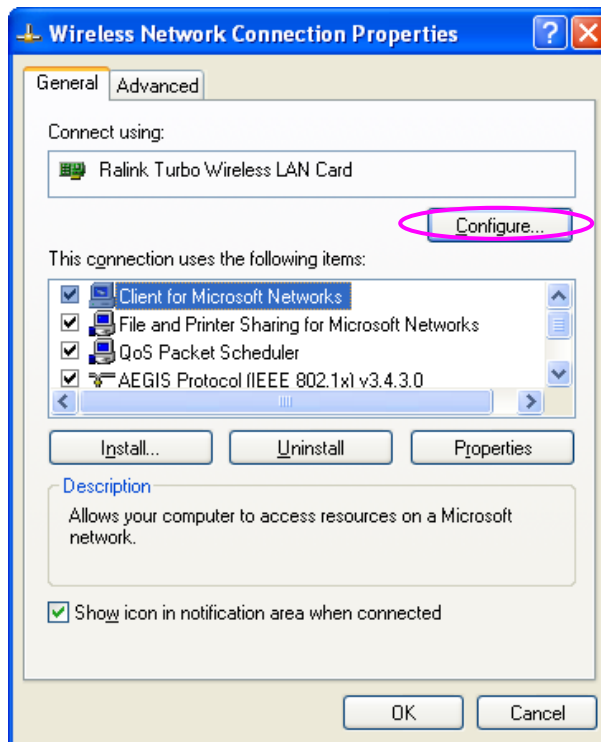 Wireless Network Connection Properties
General Advanced
Connect using:
Ralink Turbo Wireless LAN Card
Configure...
This connection uses the following items:
Client for Microsoft Networks
File and Printer Sharing for Microsoft Networks
QoS Packet Scheduler
AEGIS Protocol (IEEE 802.1x) v3.4.3.0
Install... Uninstall Properties
Description
Allows your computer to access resources on a Microsoft
network.
Show icon in notification area when connected
OK Cancel